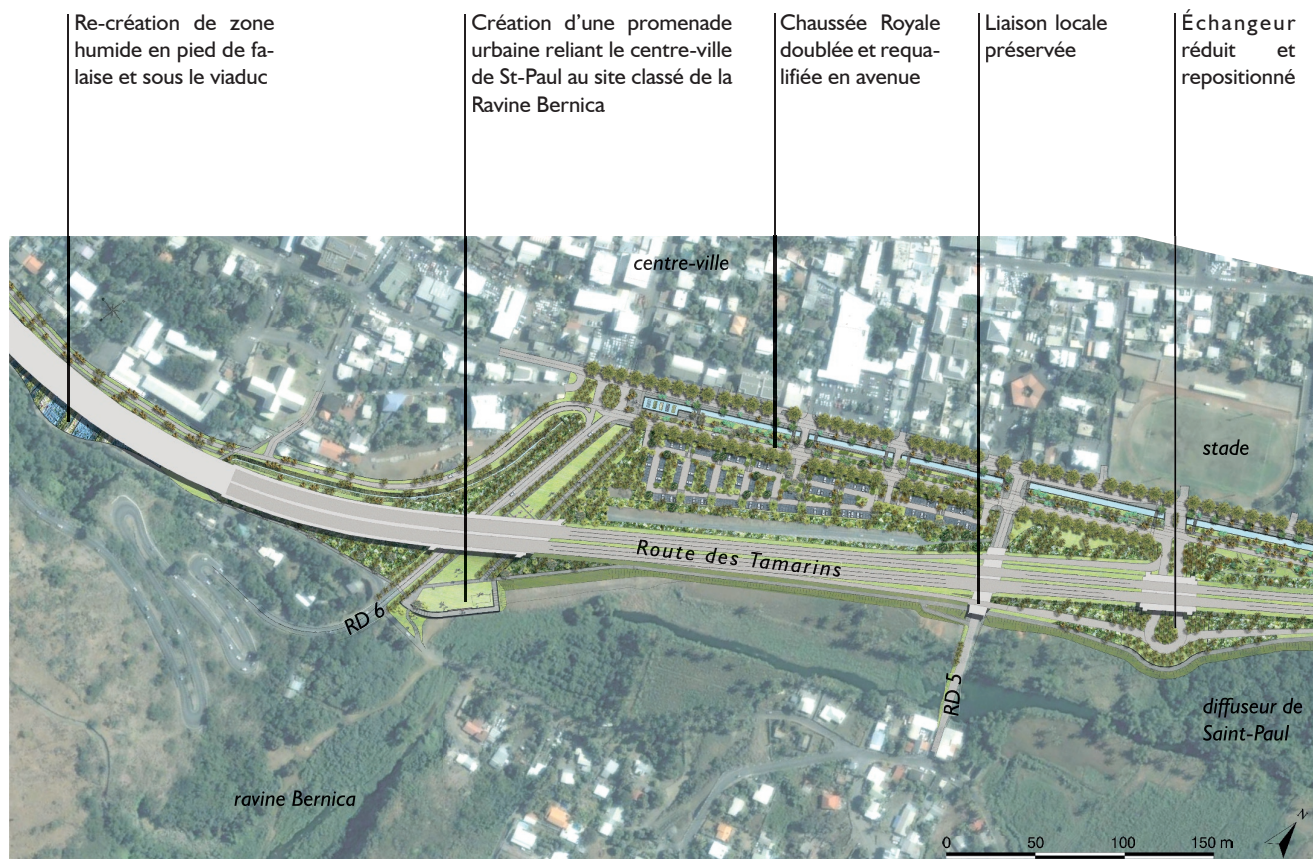 Re-création de zone
humide en pied de fa-
laise et sous le viaduc
Création d’une promenade
urbaine reliant le centre-ville
de St-Paul au site classé de la
Ravine Bernica
Chaussée Royale
doublée et requa-
lifiée en avenue
Liaison locale
préservée
Échangeur
réduit et
repositionné
centre-ville
stade
Route des Tamarins
RD 6
RD 5
diffuseur de
Saint-Paul
ravine Bernica
0 50 100 150 m
N